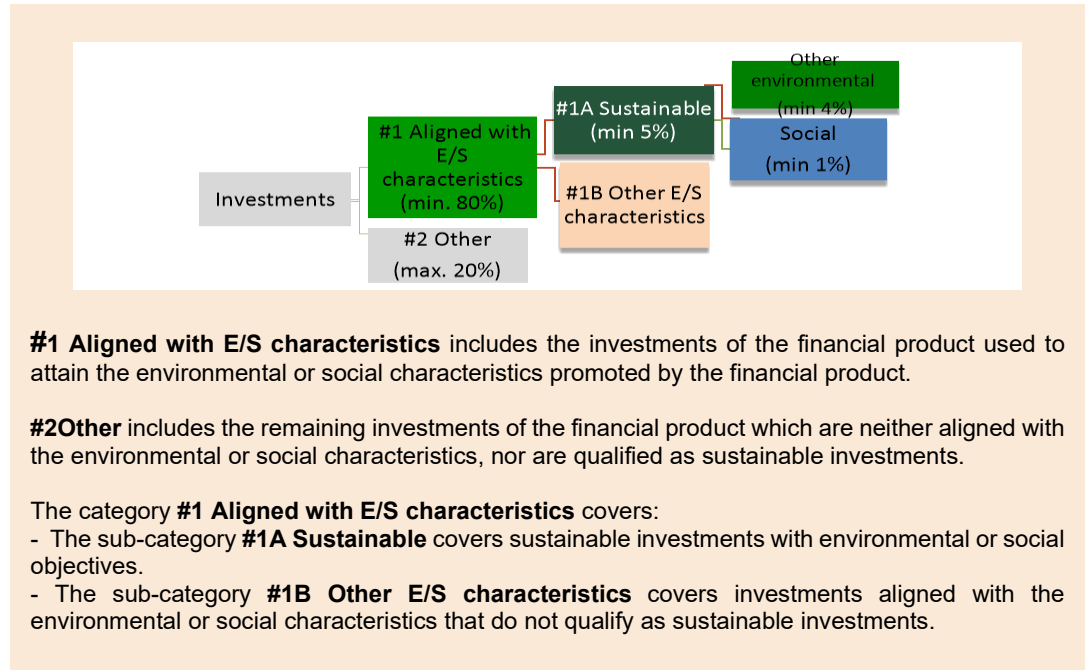 Investments
#1 Aligned with
E/S
characteristics
(min. 80%)
#2 Other
(max. 20%)
#1A Sustainable
(min 5%)
#1B Other E/S
characteristics
Other
environmental
(min 4%)
Social
(min 1%)
#1 Aligned with E/S characteristics includes the investments of the financial product used to
attain the environmental or social characteristics promoted by the financial product.
#2Other includes the remaining investments of the financial product which are neither aligned with
the environmental or social characteristics, nor are qualified as sustainable investments.
The category #1 Aligned with E/S characteristics covers:
- The sub-category #1A Sustainable covers sustainable investments with environmental or social
objectives.
- The sub-category #1B Other E/S characteristics covers investments aligned with the
environmental or social characteristics that do not qualify as sustainable investments.